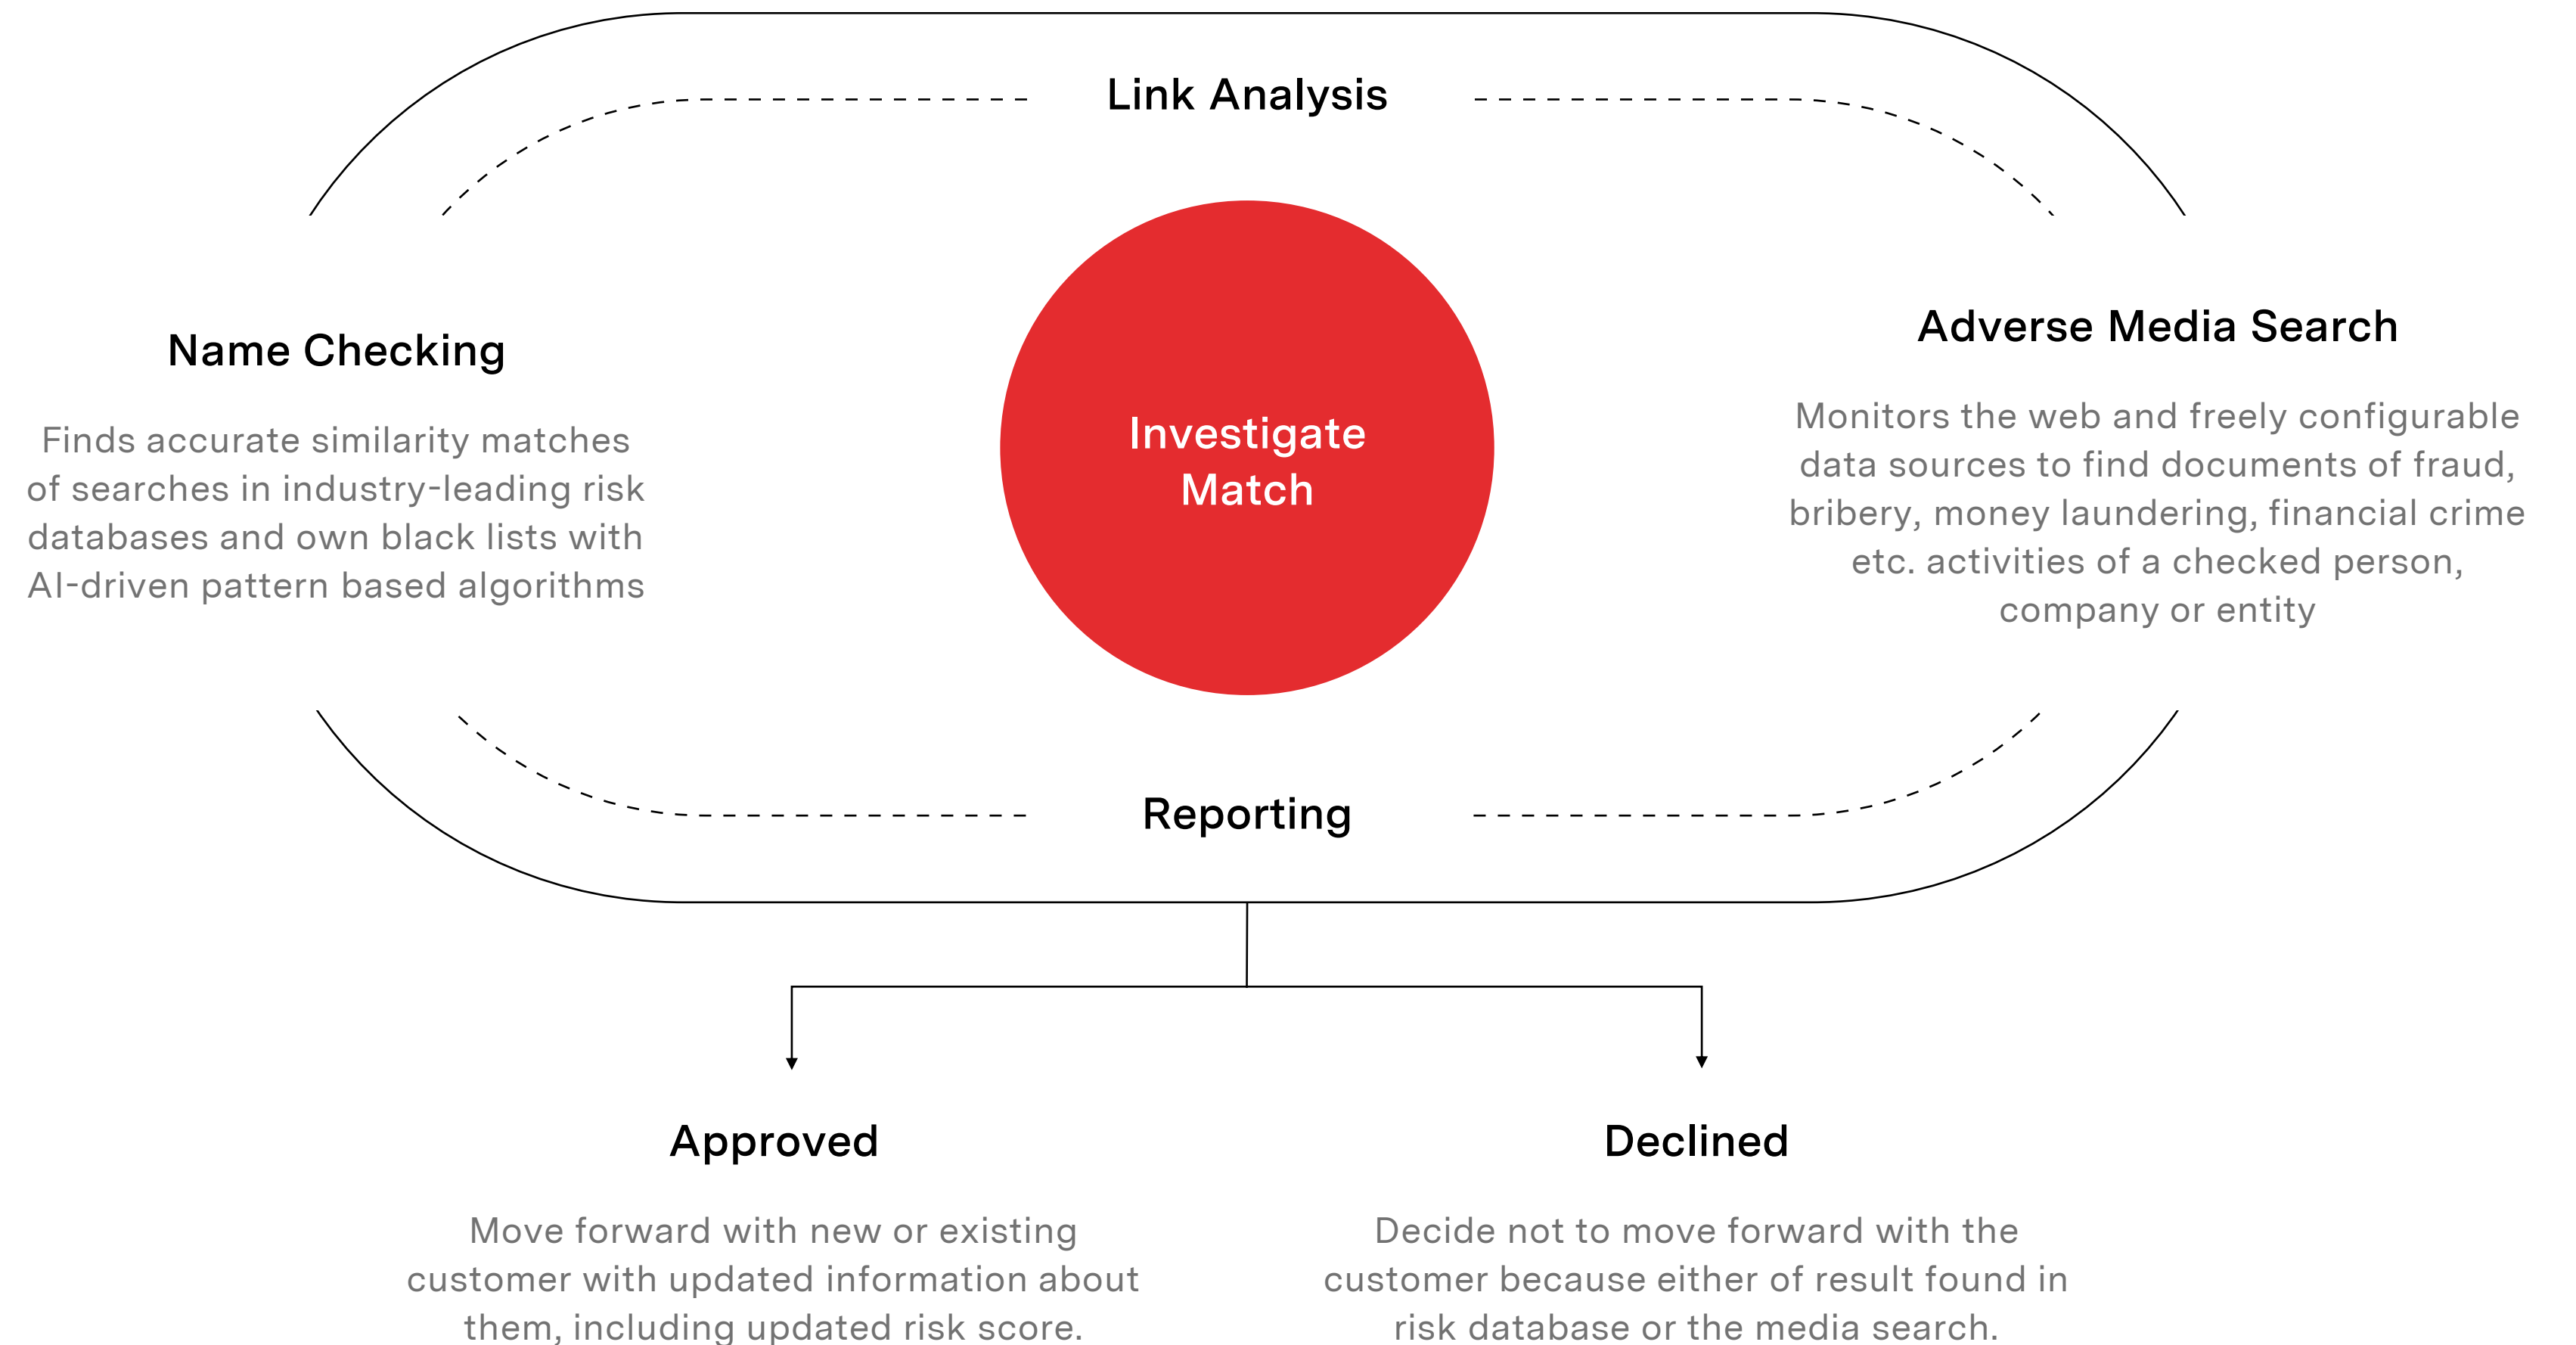 Link Analysis
Name Checking
Finds accurate similarity matches
of searches in industry-leading risk
databases and own black lists with
AI-driven pattern based algorithms
Investigate
Match
Adverse Media Search
Monitors the web and freely configurable
data sources to find documents of fraud,
bribery, money laundering, financial crime
etc. activities of a checked person,
company or entity
Reporting
Approved
Move forward with new or existing
customer with updated information about
them, including updated risk score.
Declined
Decide not to move forward with the
customer because either of result found in
risk database or the media search.